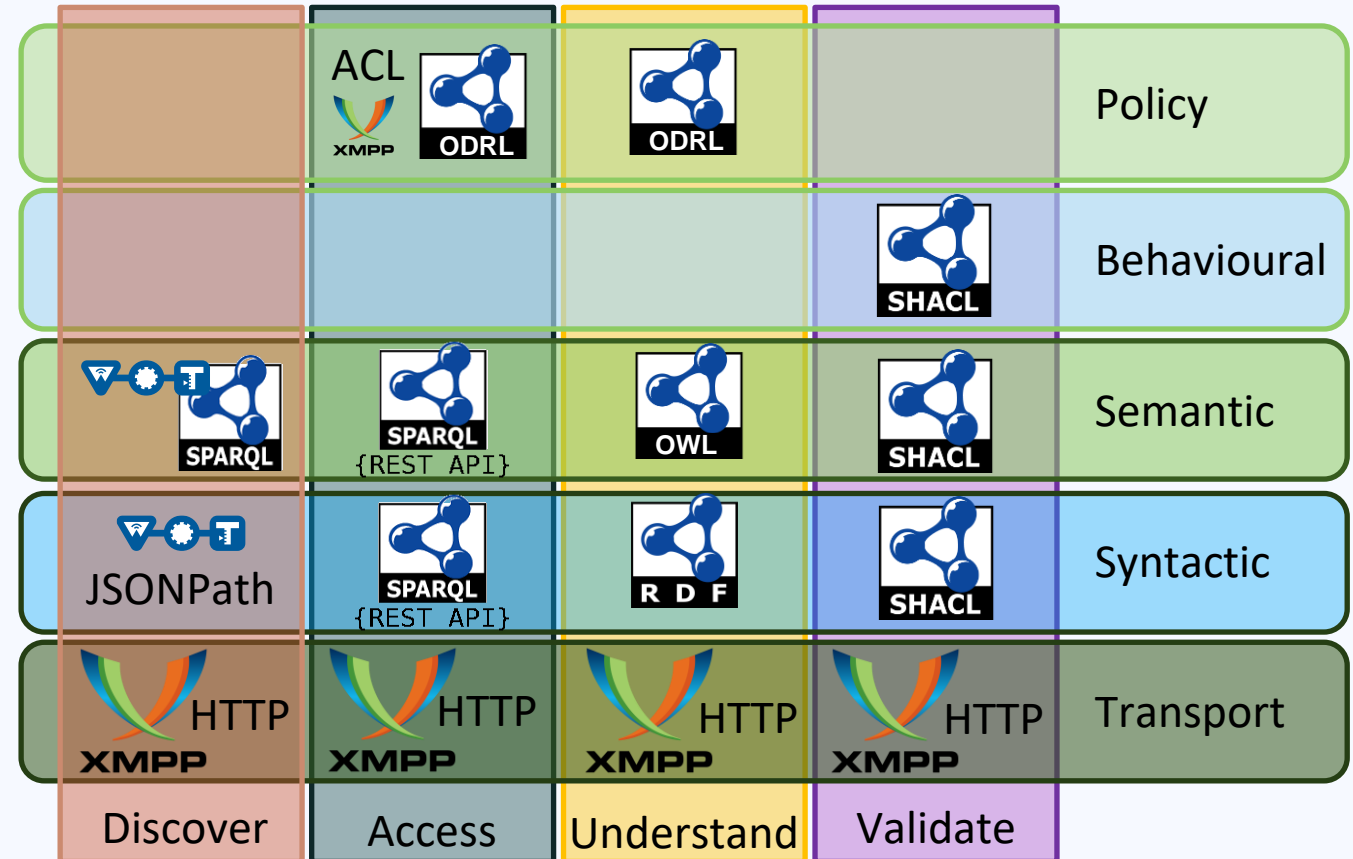 ACL
XMPP
ODRL
ODRL
Policy
SHACL
Behavioural
W T
SPARQL
SPARQL
{REST API}
OWL
SHACL
Semantic
W T
JSONPath
SPARQL
{REST API}
R D F
SHACL
Syntactic
XMPP HTTP
XMPP HTTP
XMPP HTTP
XMPP HTTP
Transport
Discover
Access
Understand
Validate